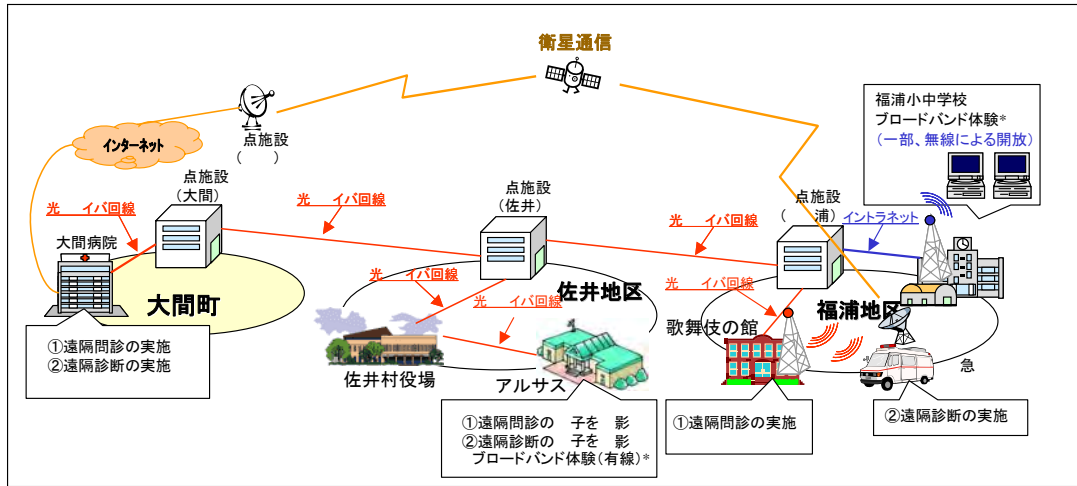 衛星通信
点施設
(　　)
インターネット
福浦小中学校
ブロードバンド体験*
(一部、無線による開放)
点施設
(大間)
点施設
(佐井)
点施設
(　浦)
光　イバ回線
光　イバ回線
光　イバ回線
イントラネット
大間病院
光　イバ回線
光　イバ回線
光　イバ回線
大間町
佐井地区
福浦地区
歌舞伎の館
佐井村役場
アルサス
急
①遠隔問診の実施
②遠隔診断の実施
①遠隔問診の　子を　影
②遠隔診断の　子を　影
ブロードバンド体験(有線)*
①遠隔問診の実施
②遠隔診断の実施